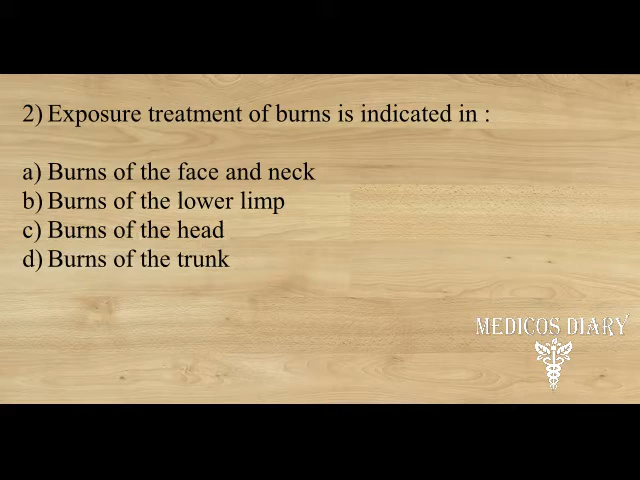 2) Exposure treatment of burns is indicated in :
a) Burns of the face and neck
b) Burns of the lower limp
c) Burns of the head
d) Burns of the trunk
MEDICOS DIARY